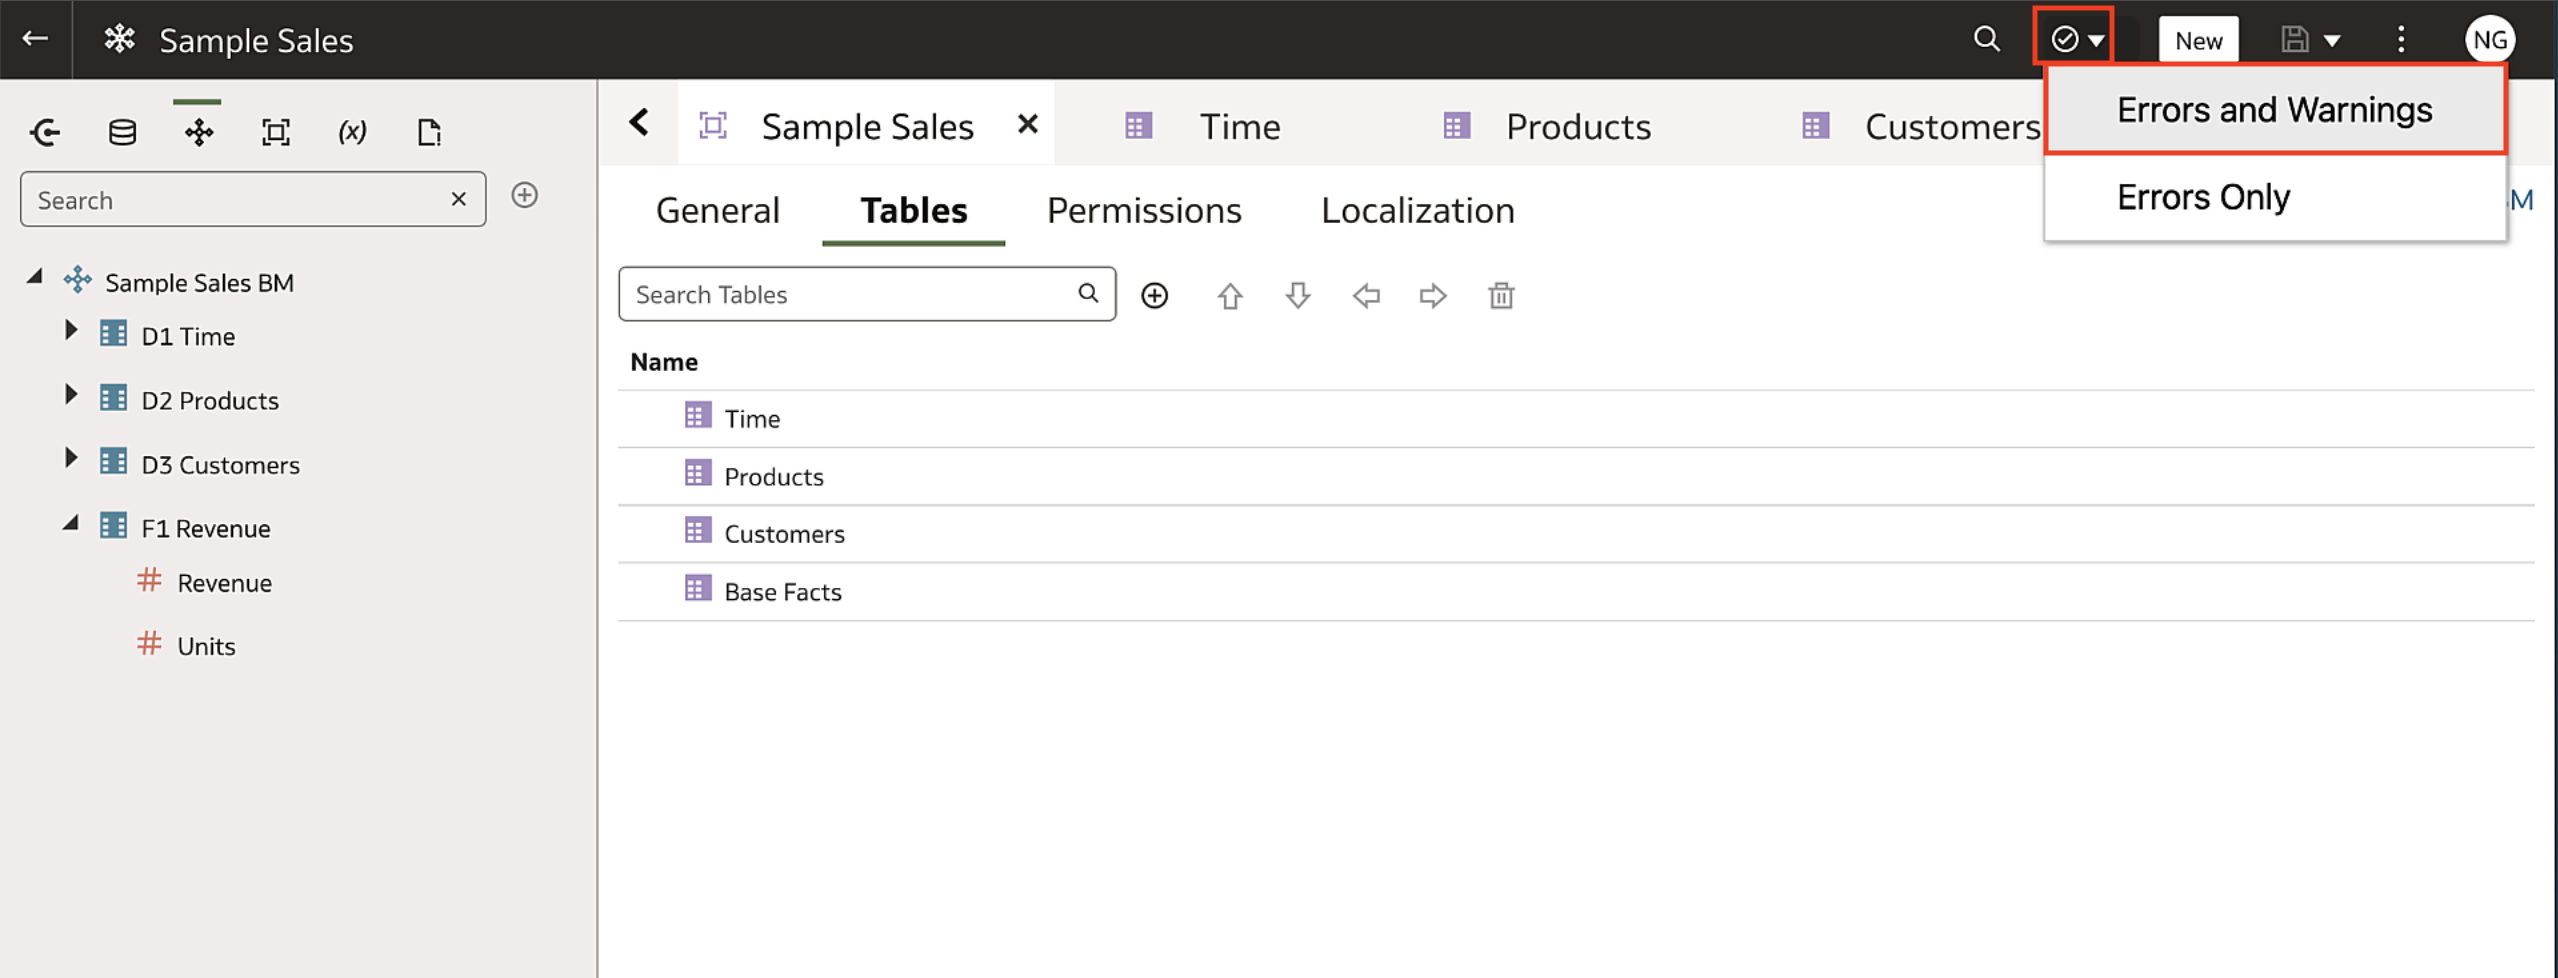 Sample Sales
New
NG
Errors and Warnings
Errors Only
Sample Sales
Time
Products
Customers
(x)
Search
General
Tables
Permissions
Localization
M
Search Tables
Sample Sales BM
D1 Time
D2 Products
D3 Customers
F1 Revenue
# Revenue
# Units
Name
Time
Products
Customers
Base Facts